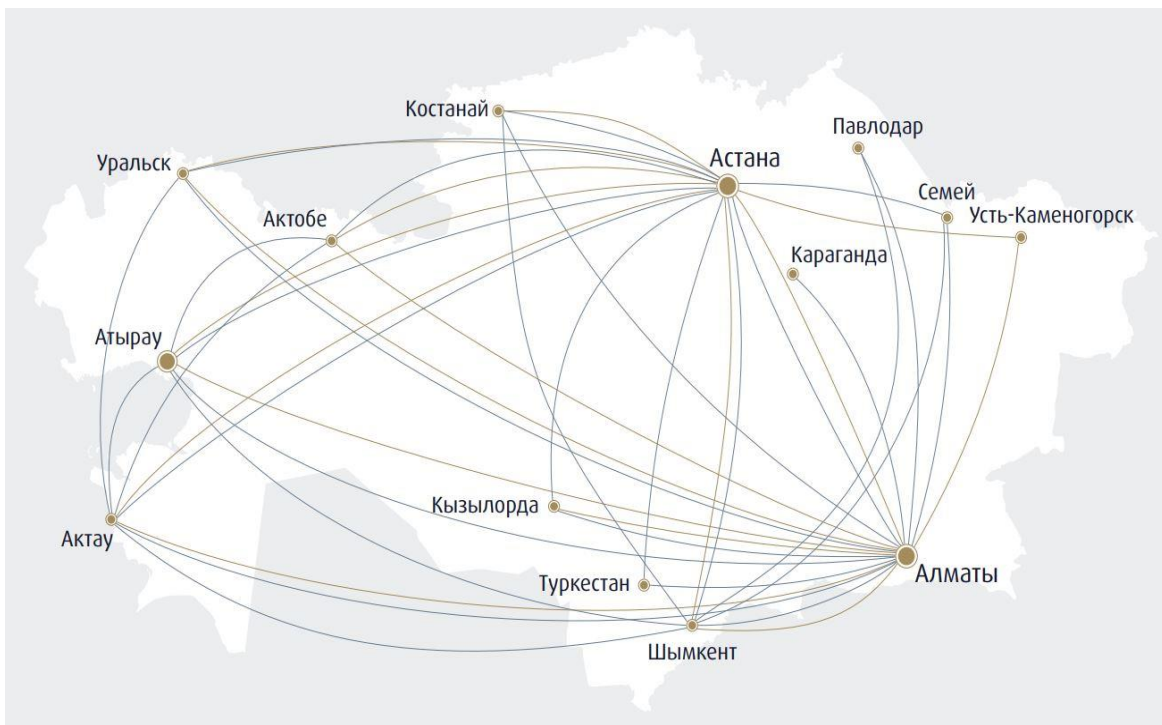 Костанай
Павлодар
Уральск
Астана
Семей
Усть-Каменогорск
Актобе
Караганда
Атырау
Кызылорда
Актау
Туркестан
Алматы
Шымкент